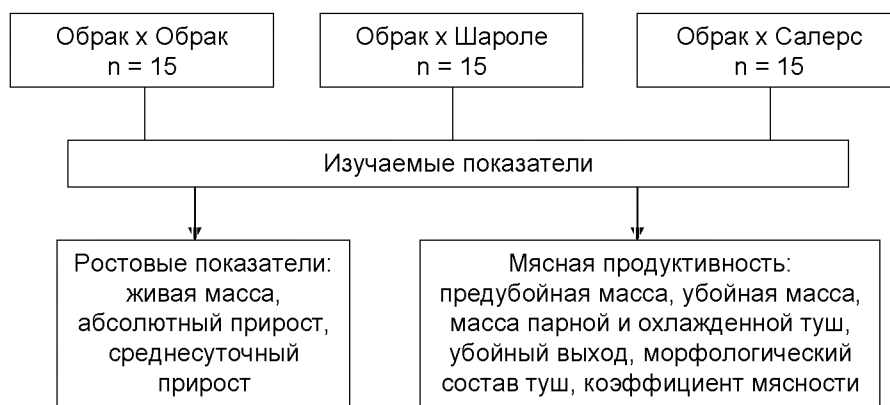 Обрак х Обрак
n = 15
Обрак х Шароле
n = 15
Обрак х Салерс
n = 15
Изучаемые показатели
Ростовые показатели:
живая масса,
абсолютный прирост,
среднесуточный
прирост
Мясная продуктивность:
предубойная масса, убойная масса,
масса парной и охлажденной туш,
убойный выход, морфологический
состав туш, коэффициент мясности